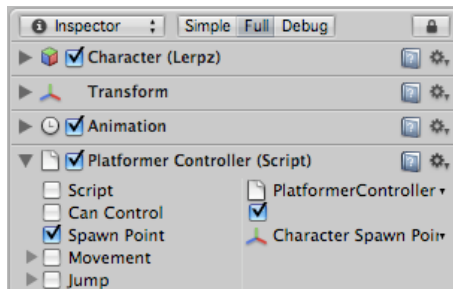 Inspector Simple Full Debug
Character (Lerpz)
Transform
Animation
Platformer Controller (Script)
Script PlatformerController
Can Control
Spawn Point Character Spawn Poin
Movement
Jump